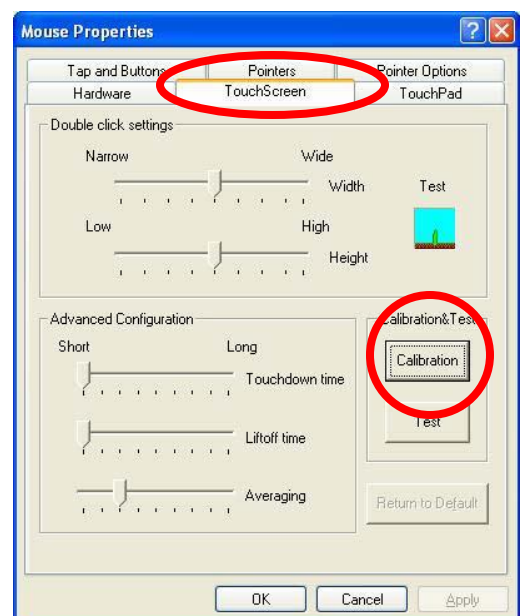 Mouse Properties
Tap and Buttons Pointers Pointer Options
Hardware TouchScreen TouchPad
Double click settings
Narrow Wide
Width Test
Low High
Height
Advanced Configuration Calibration&Test
Short Long
Calibration
Touchdown time
Test
Liftoff time
Averaging
Return to Default
OK Cancel Apply